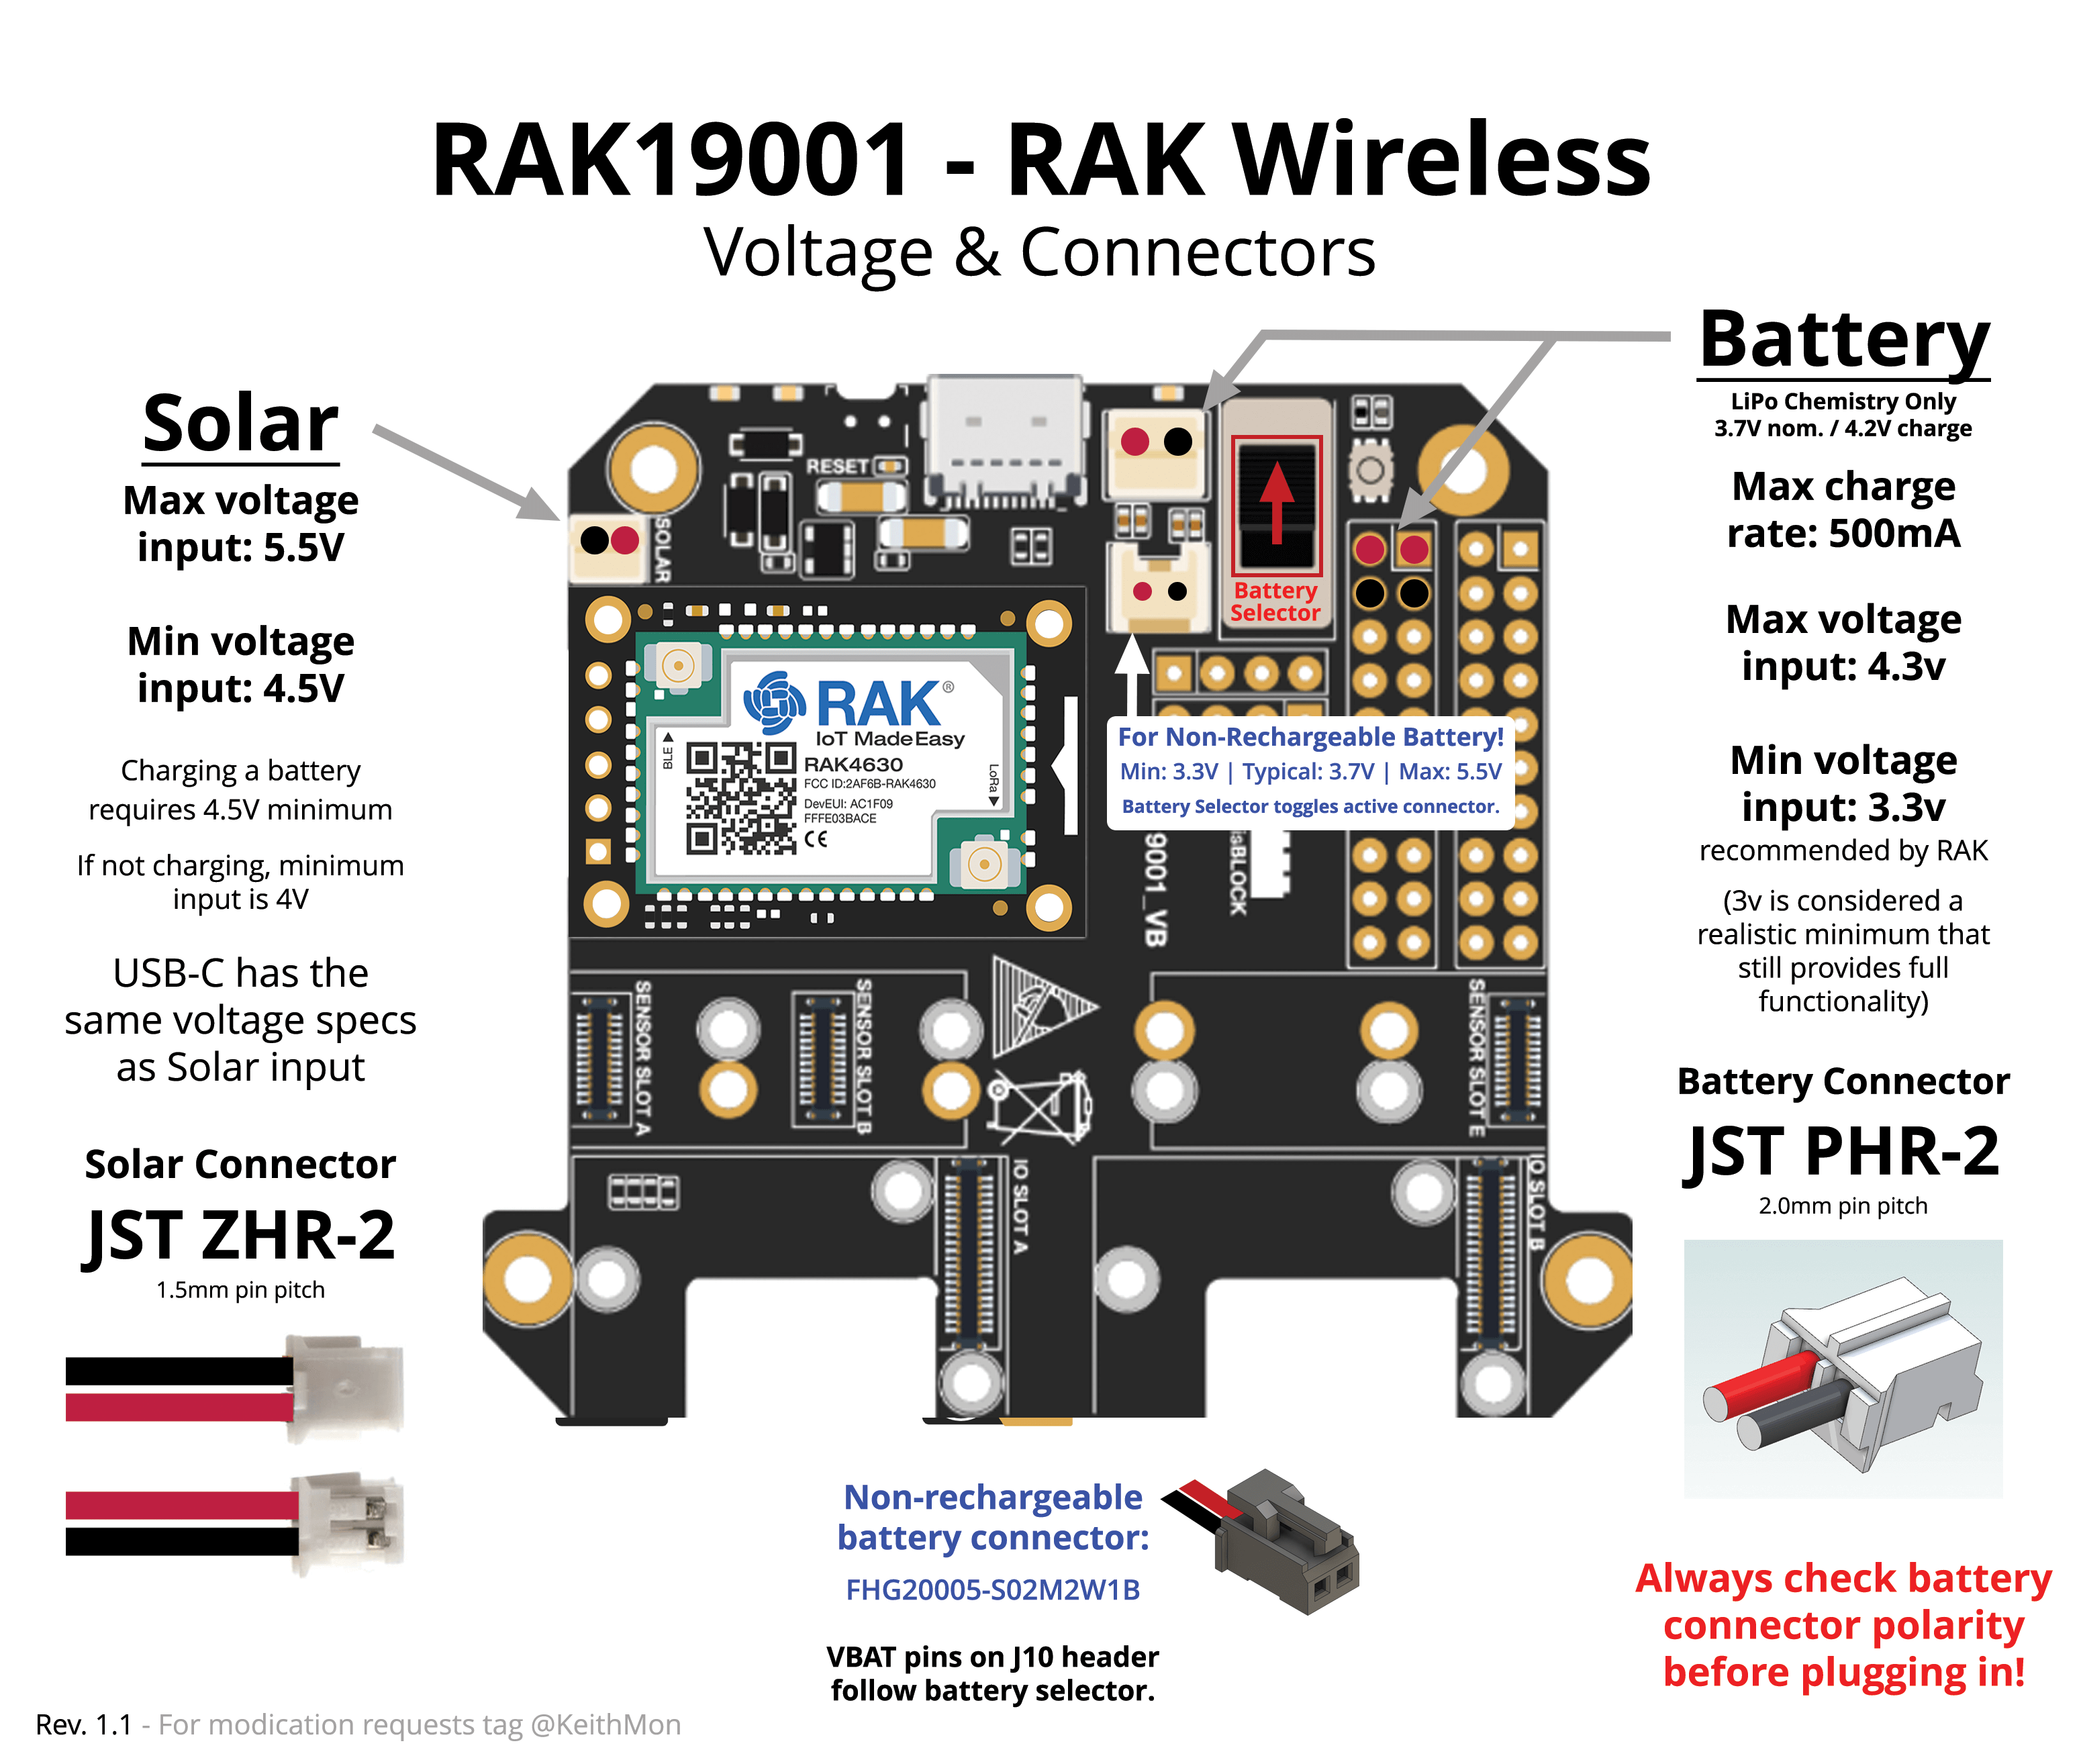 RAK19001 - RAK Wireless
Voltage & Connectors
Solar
Max voltage
input: 5.5V
Min voltage
input: 4.5V
Charging a battery
requires 4.5V minimum
If not charging, minimum
input is 4V
USB-C has the
same voltage specs
as Solar input
Solar Connector
JST ZHR-2
1.5mm pin pitch
Battery
LiPo Chemistry Only
3.7V nom. / 4.2V charge
Max charge
rate: 500mA
Max voltage
input: 4.3v
Min voltage
input: 3.3v
recommended by RAK
(3v is considered a
realistic minimum that
still provides full
functionality)
Battery Connector
JST PHR-2
2.0mm pin pitch
Always check battery
connector polarity
before plugging in!
RESET
SOLAR
Battery
Selector
RAK®
IoT Made Easy
RAK4630
FCC ID:2AF6B-RAK4630
DevEUI: AC1F09
FFFE03BACE
CE
BLE
LoRa
For Non-Rechargeable Battery!
Min: 3.3V | Typical: 3.7V | Max: 5.5V
Battery Selector toggles active connector.
9001_VB
isBLOCK
SENSOR SLOT A
SENSOR SLOT B
SENSOR SLOT E
IO SLOT A
IO SLOT B
Non-rechargeable
battery connector:
FHG20005-S02M2W1B
VBAT pins on J10 header
follow battery selector.
Rev. 1.1 - For modication requests tag @KeithMon